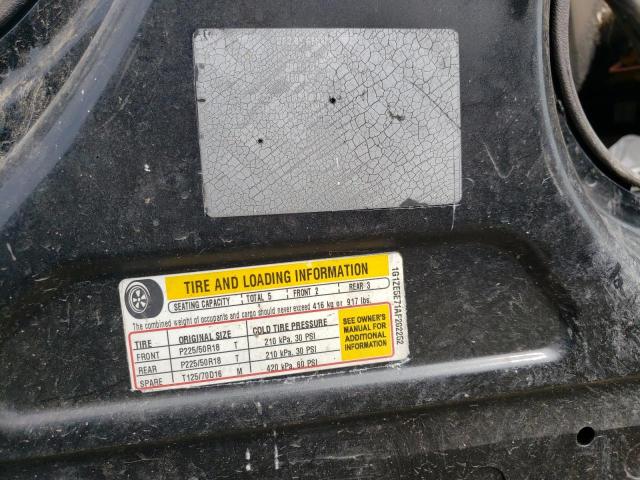 TIRE AND LOADING INFORMATION
SEATING CAPACITY TOTAL 5 FRONT 2 REAR 3
The combined weight of occupants and cargo should never exceed 416 kg or 917 lbs.
TIRE ORIGINAL SIZE COLD TIRE PRESSURE
FRONT P225/50R18 T 210 kPa, 30 PSI
REAR P225/50R18 T 210 kPa, 30 PSI
SPARE T125/70D16 M 420 kPa, 60 PSI
SEE OWNER'S
MANUAL FOR
ADDITIONAL
INFORMATION
1G1ZE5E71AF202252